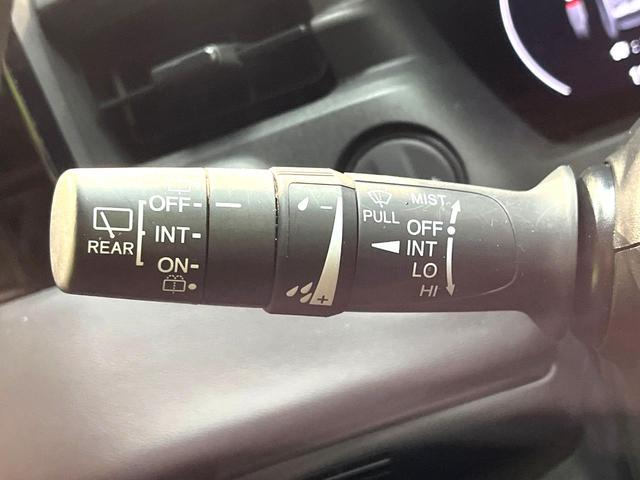 REAR
OFF
INT
ON
PULL
MIST
OFF
INT
LO
HI